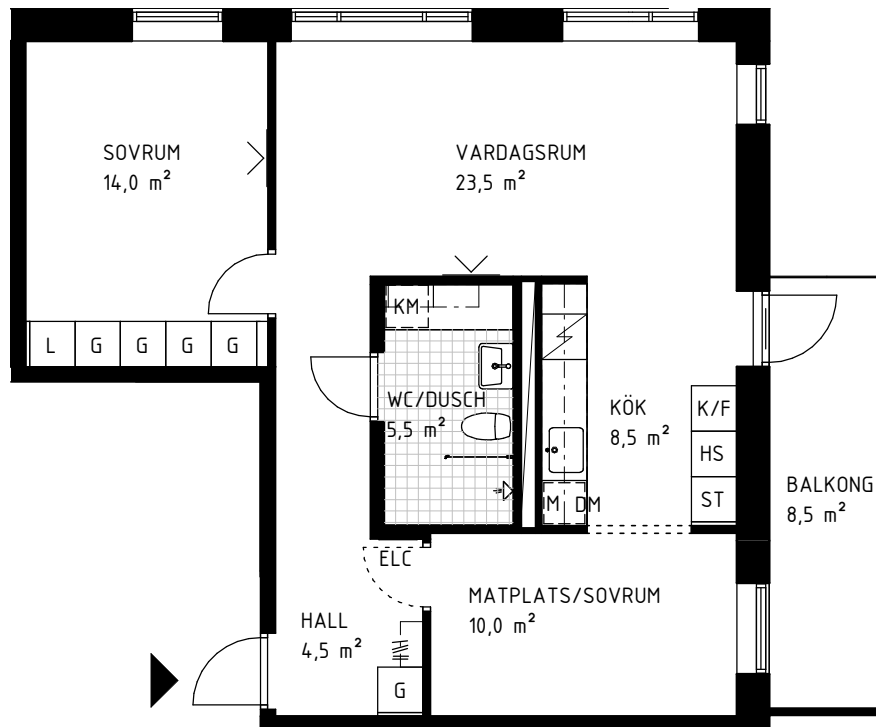 SOVRUM
14,0 m²
VARDAGSRUM
23,5 m²
KM
L
G
G
G
G
WC/DUSCH
5,5 m²
KÖK
8,5 m²
K/F
HS
ST
M
DM
BALKONG
8,5 m²
ELC
MATPLATS/SOVRUM
10,0 m²
HALL
4,5 m²
G